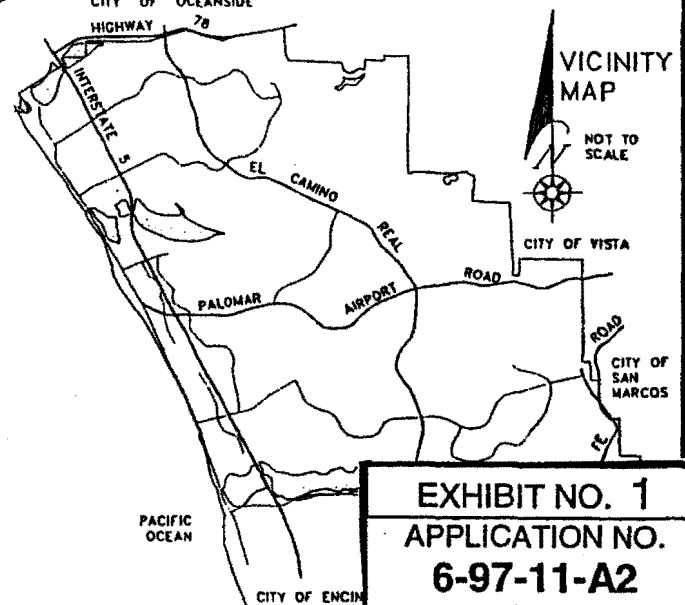 CITY OF OCEANSIDE
HIGHWAY 78
VICINITY
MAP
NOT TO
SCALE
N
INTERSTATE 5
EL CAMINO REAL
CITY OF VISTA
PALOMAR AIRPORT ROAD
ROAD
CITY OF
SAN
MARCOS
FE
PACIFIC
OCEAN
CITY OF ENCIN
EXHIBIT NO. 1
APPLICATION NO.
6-97-11-A2